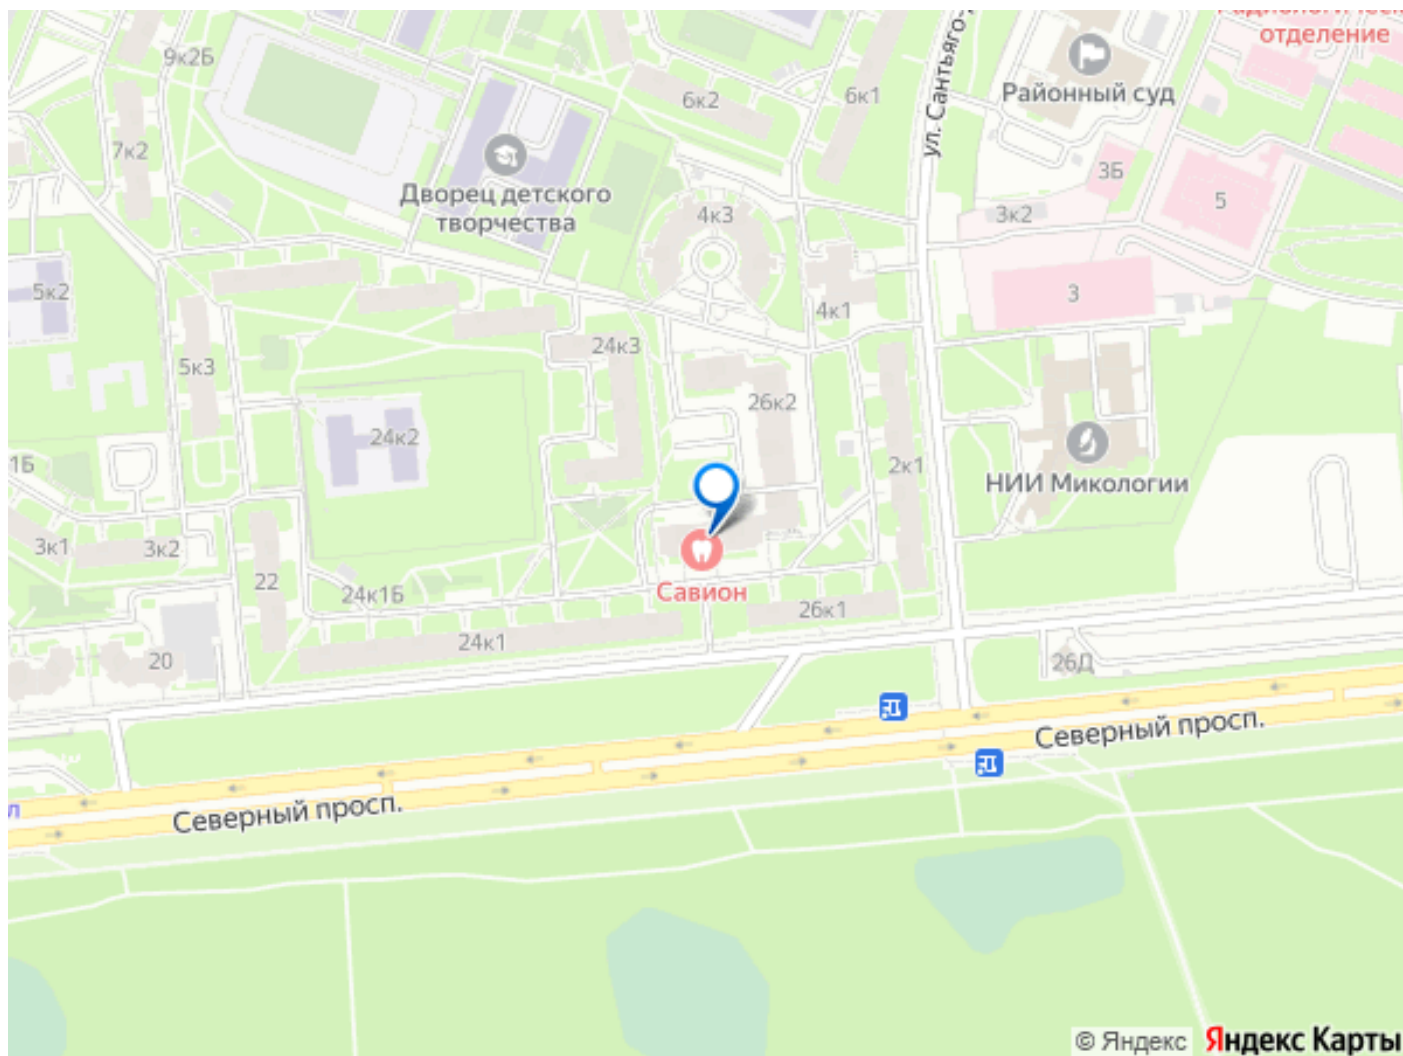 отделение
9к2Б
Районный суд
6к2
6к1
ул. Сантьяго-
7к2
3Б
Дворец детского
творчества
5
4к3
3к2
5к2
3
4к1
24к3
5к3
26к2
24к2
1Б
2к1
НИИ Микологии
3к1
3к2
22
24к1Б
Савион
26к1
24к1
20
26Д
Северный просп.
Северный просп.
© Яндекс
Яндекс Карты